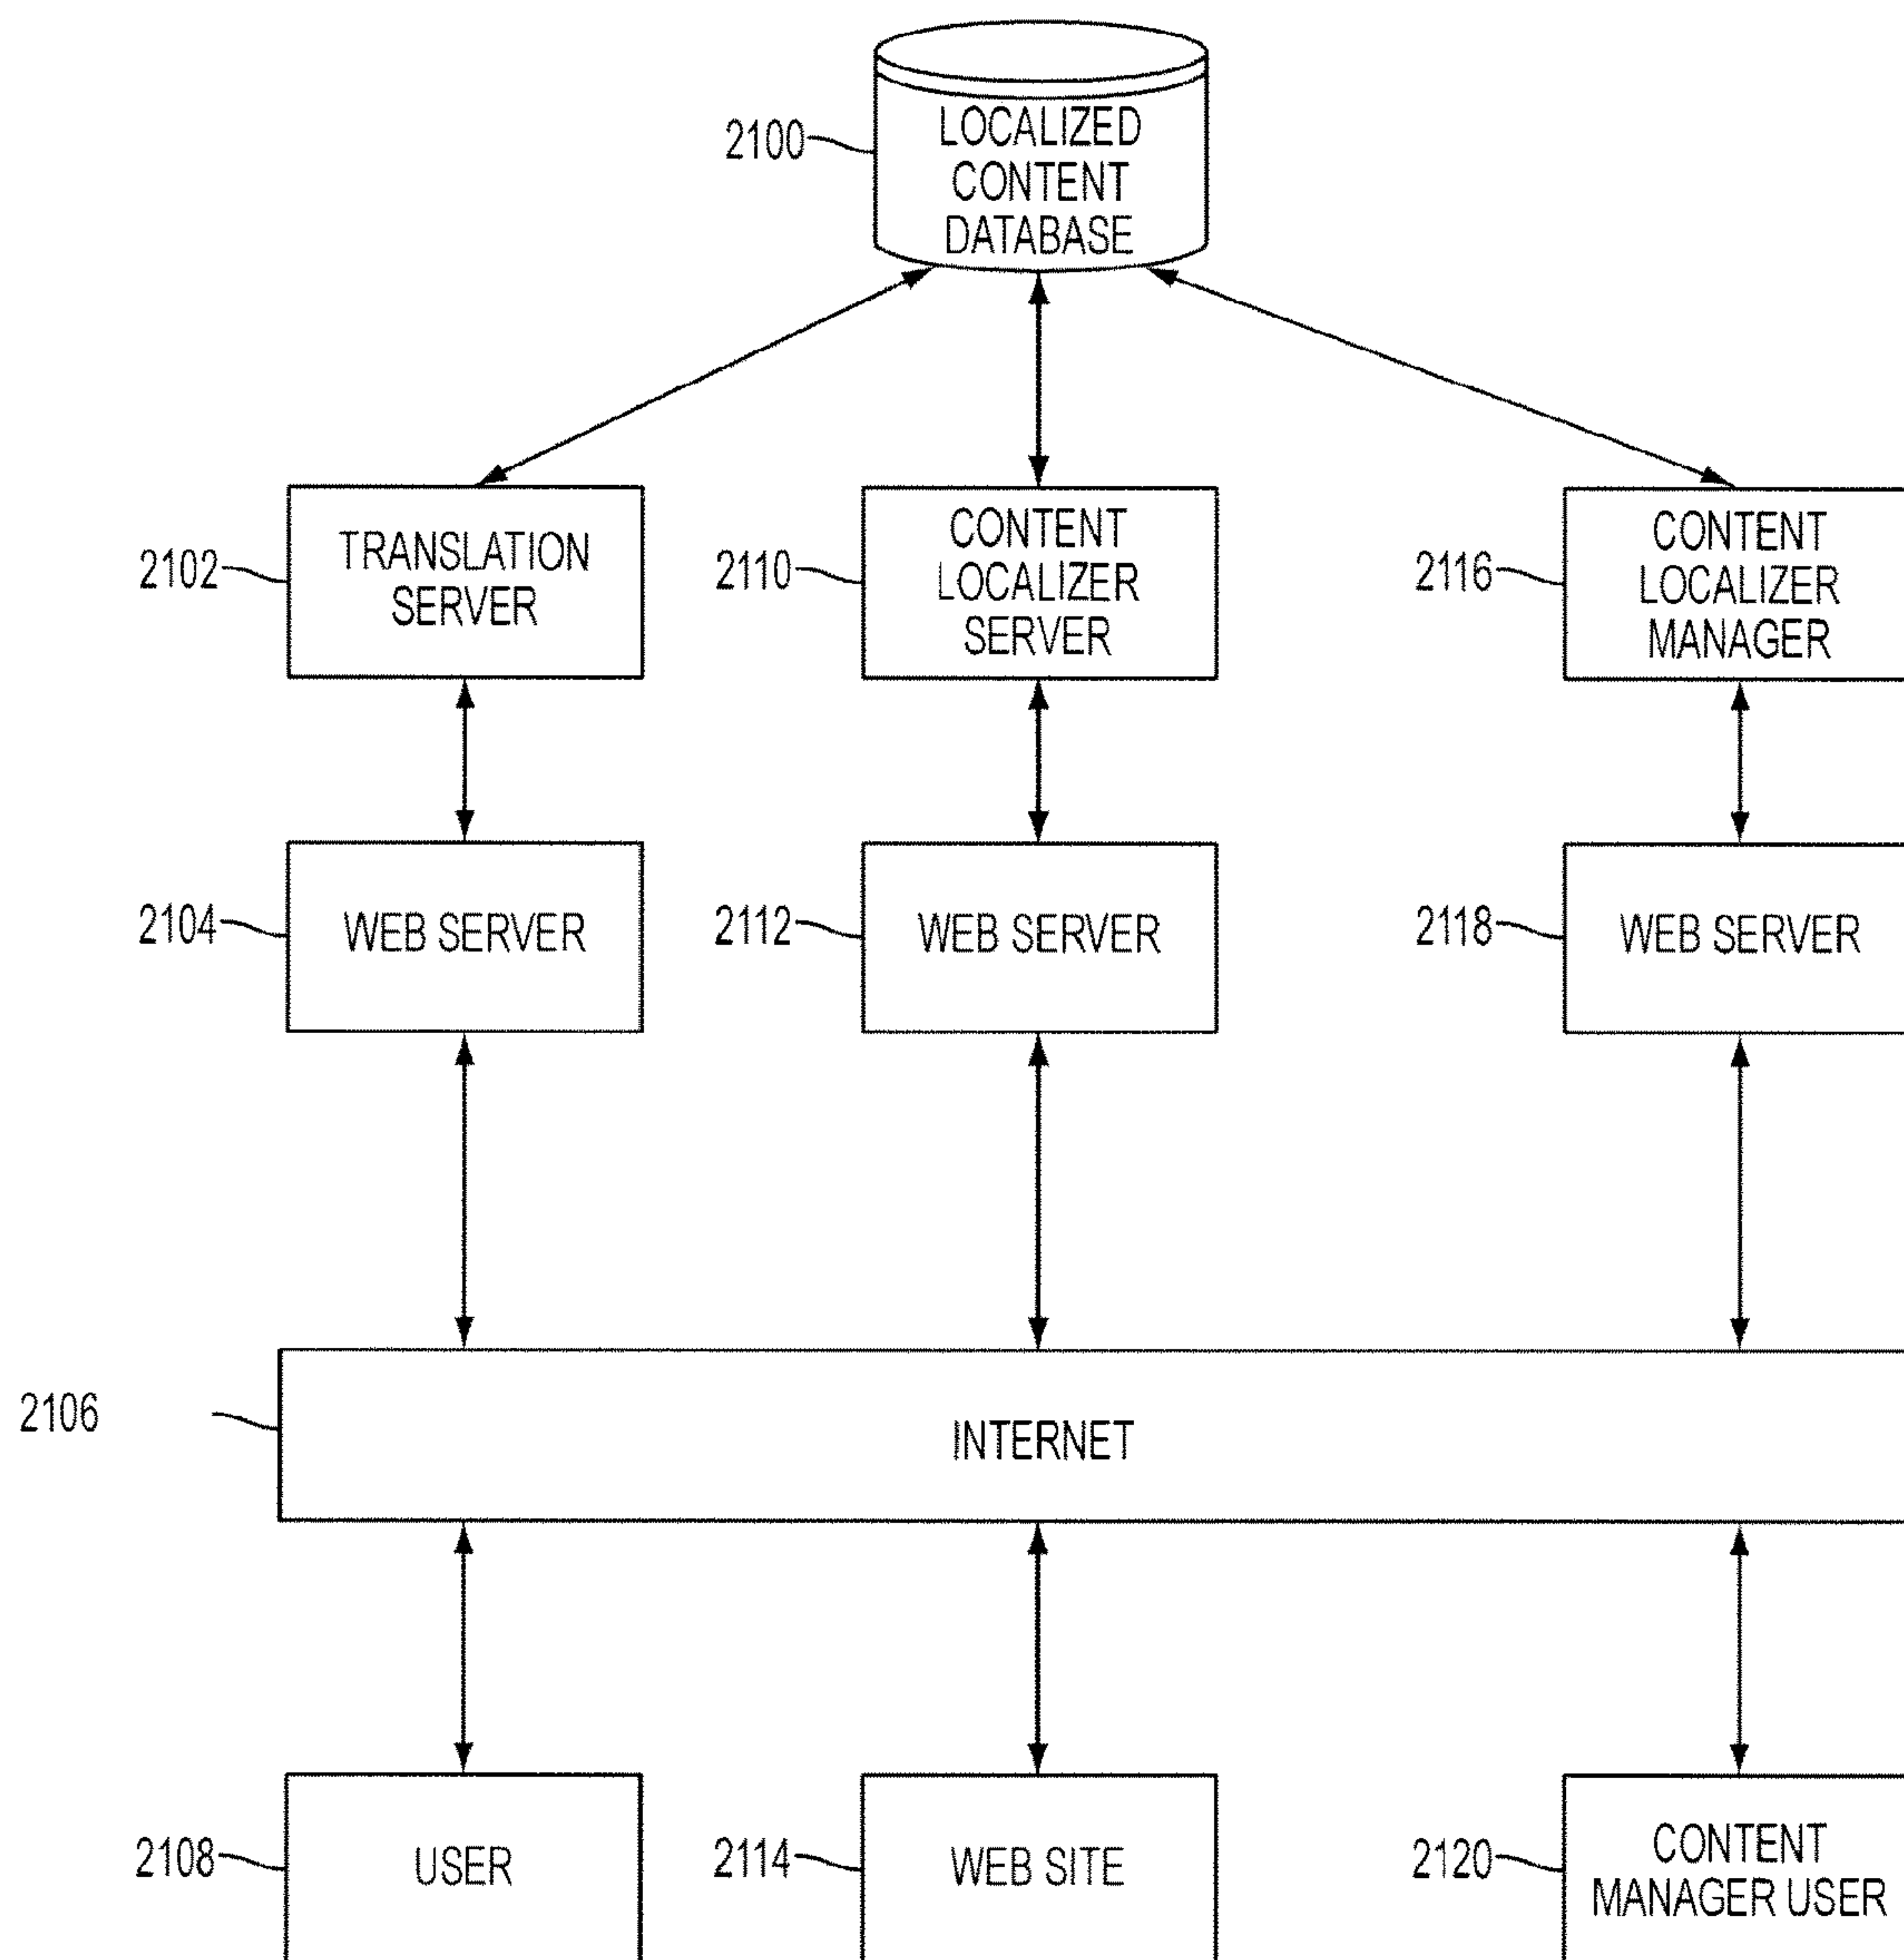 2100
LOCALIZED
CONTENT
DATABASE
2102
TRANSLATION
SERVER
2110
CONTENT
LOCALIZER
SERVER
2116
CONTENT
LOCALIZER
MANAGER
2104
WEB SERVER
2112
WEB SERVER
2118
WEB SERVER
2106
INTERNET
2108
USER
2114
WEB SITE
2120
CONTENT
MANAGER USER